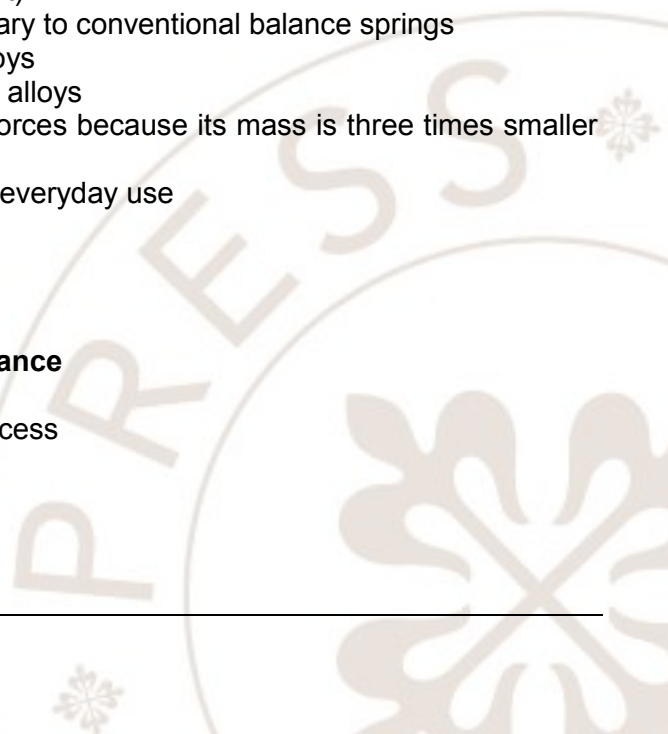 ary to conventional balance springs
oys
alloys
orces because its mass is three times smaller
everyday use
ance
cess
PRESS